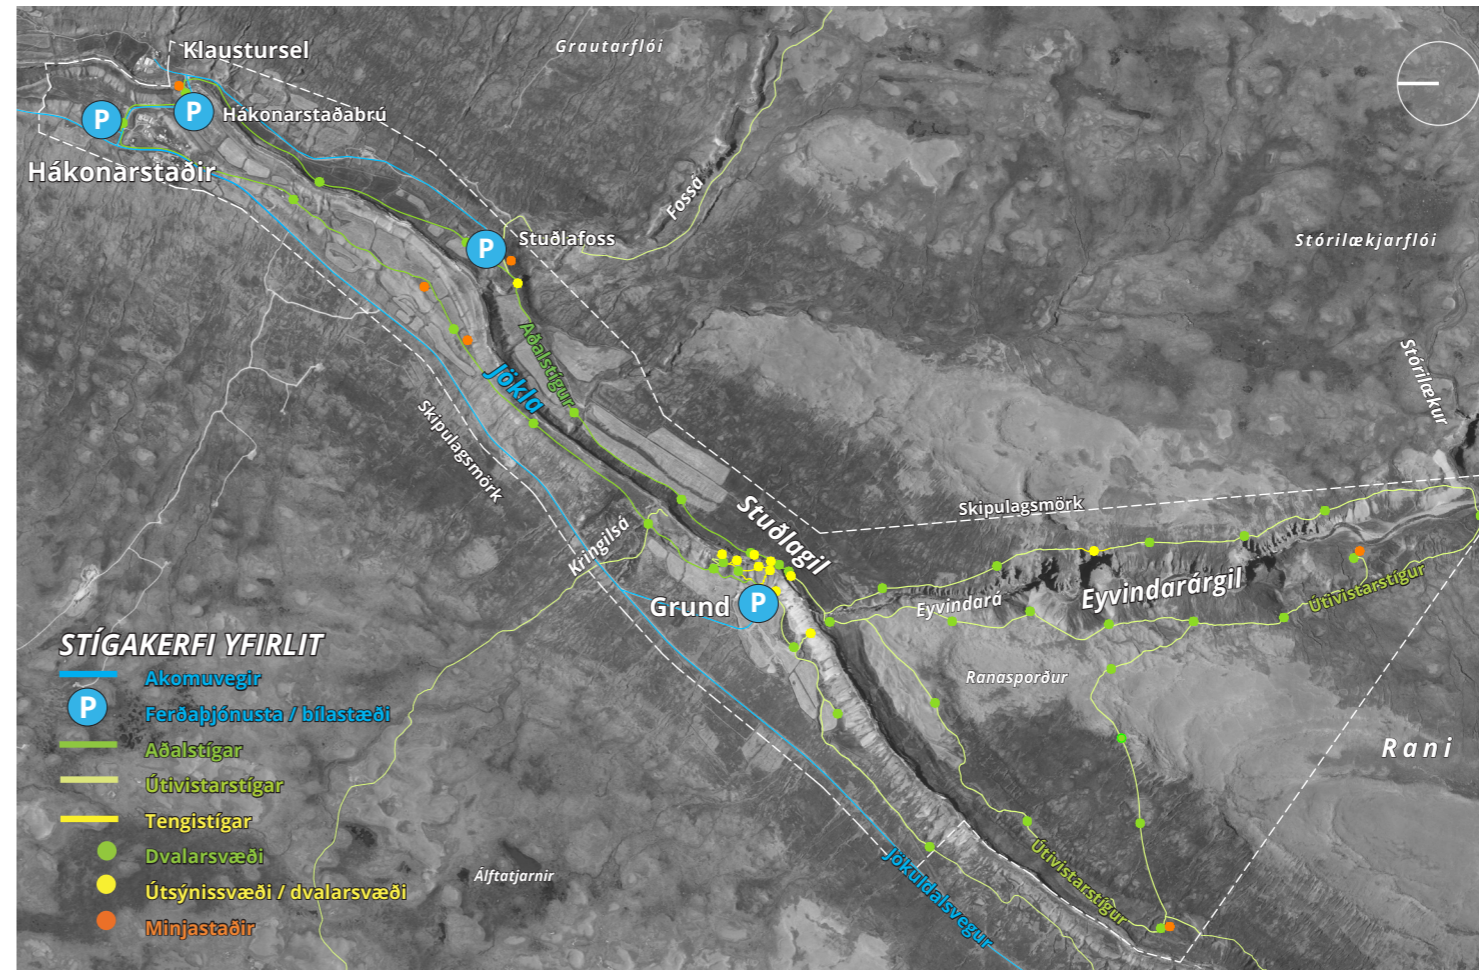 Klaustursel
Grautarflói
P
P
Hákonarstaðabrú
Hákonarstaðir
Fossá
P
Stuðlafoss
Stórilækjarflói
Aðalstígur
Jökla
Stórilækur
Skipulagsmörk
Stuðlagil
Skipulagsmörk
Kringilsá
Grund
P
Eyvindará
Eyvindarárgil
Útivistarstígur
Ranasporður
Rani
STÍGAKERFI YFIRLIT
Akomuvegir
P
Ferðaþjónusta / bílastæði
Aðalstígar
Útivistarstígar
Tengistígar
Dvalarsvæði
Útsýnissvæði / dvalarsvæði
Minjastaðir
Álftatjarnir
Jökuldalsvegur
Útivistarstígur